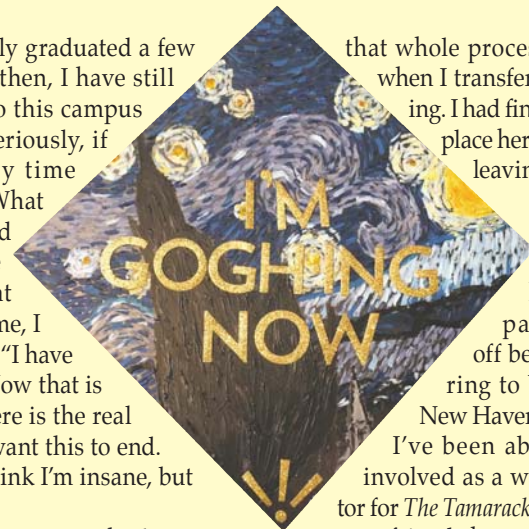 ly graduated a few
then, I have still
o this campus
eriously, if
y time
What
d
nt
me, I
“I have
ow that is
ere is the real
want this to end.
ink I’m insane, but
I’M
GOGHING
NOW
!
that whole proce
when I transfer
ing. I had fin
place her
leavin
pa
off be
ring to
New Haven
I’ve been ab
involved as a w
tor for The Tamarack